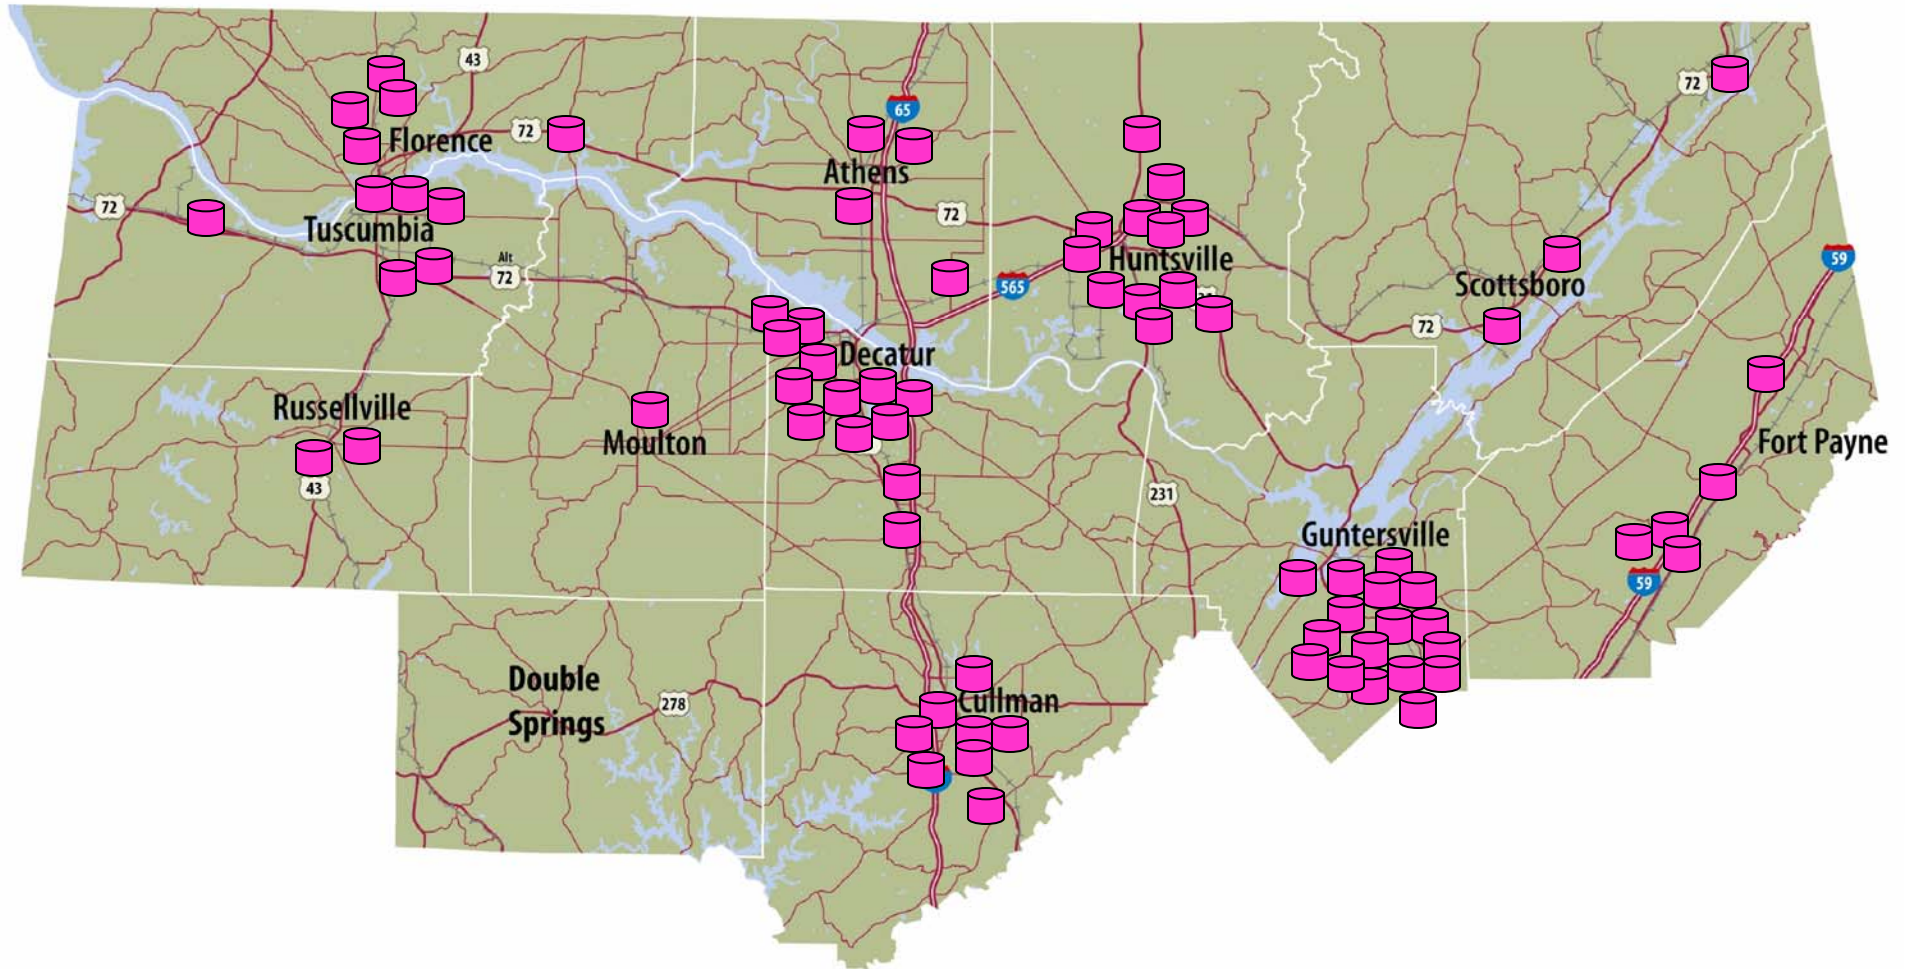 43
72
65
72
Florence
Athens
72
72
Tuscumbia
Alt
72
565
Huntsville
59
Scottsboro
72
Decatur
Russellville
Moulton
43
Fort Payne
231
Guntersville
59
Double
Springs
278
Cullman